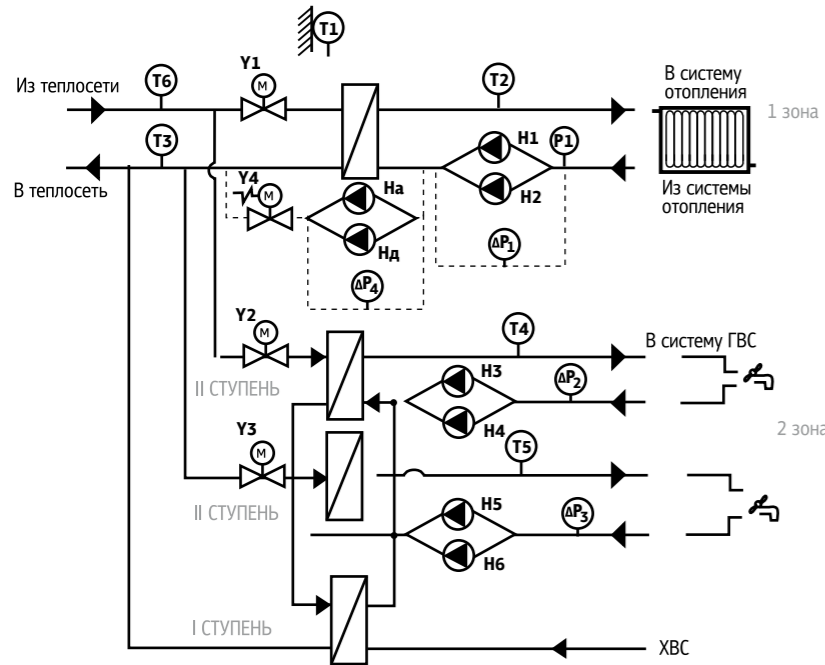 T1
Из теплосети
T6
Y1
M
T2
В систему
отопления
1 зона
T3
H1
P1
В теплосеть
Y4
M
На
H2
Из системы
отопления
Нд
ΔP1
ΔP4
Y2
M
T4
В систему ГВС
II СТУПЕНЬ
H3
ΔP2
Y3
M
H4
2 зона
T5
II СТУПЕНЬ
H5
ΔP3
H6
I СТУПЕНЬ
ХВС